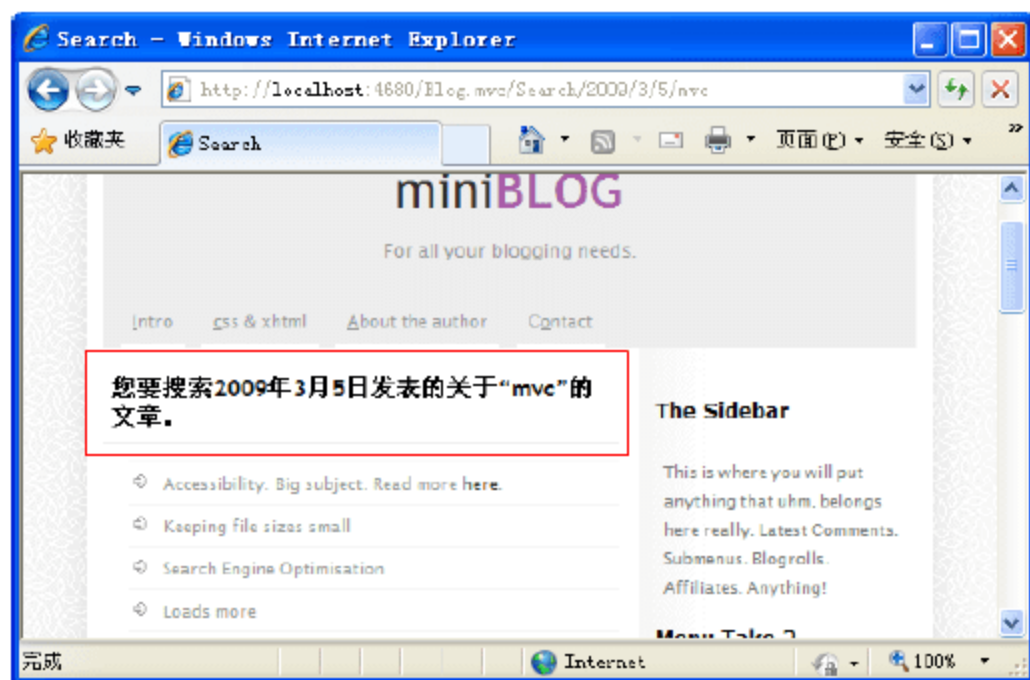 Search - Windows Internet Explorer
http://localhost:4680/Blog.mvc/Search/2009/3/5/mvc
收藏夹 Search 页面(P) 安全(S) »
miniBLOG
For all your blogging needs.
Intro css & xhtml About the author Contact
您要搜索2009年3月5日发表的关于“mvc”的
文章。
The Sidebar
Accessibility. Big subject. Read more here.
Keeping file sizes small
Search Engine Optimisation
Loads more
This is where you will put
anything that uhm, belongs
here really. Latest Comments.
Submenus. Blogrolls.
Affiliates. Anything!
Menu Take 2
完成 Internet 100%